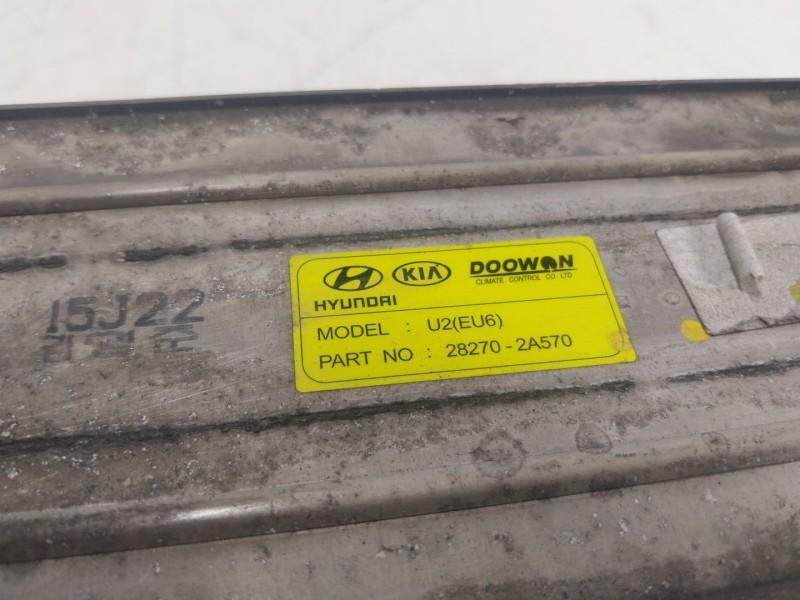 KIA DOOWON
CLIMATE CONTROL CO LTD
HYUNDAI
MODEL : U2(EU6)
PART NO : 28270 - 2A570
15J22